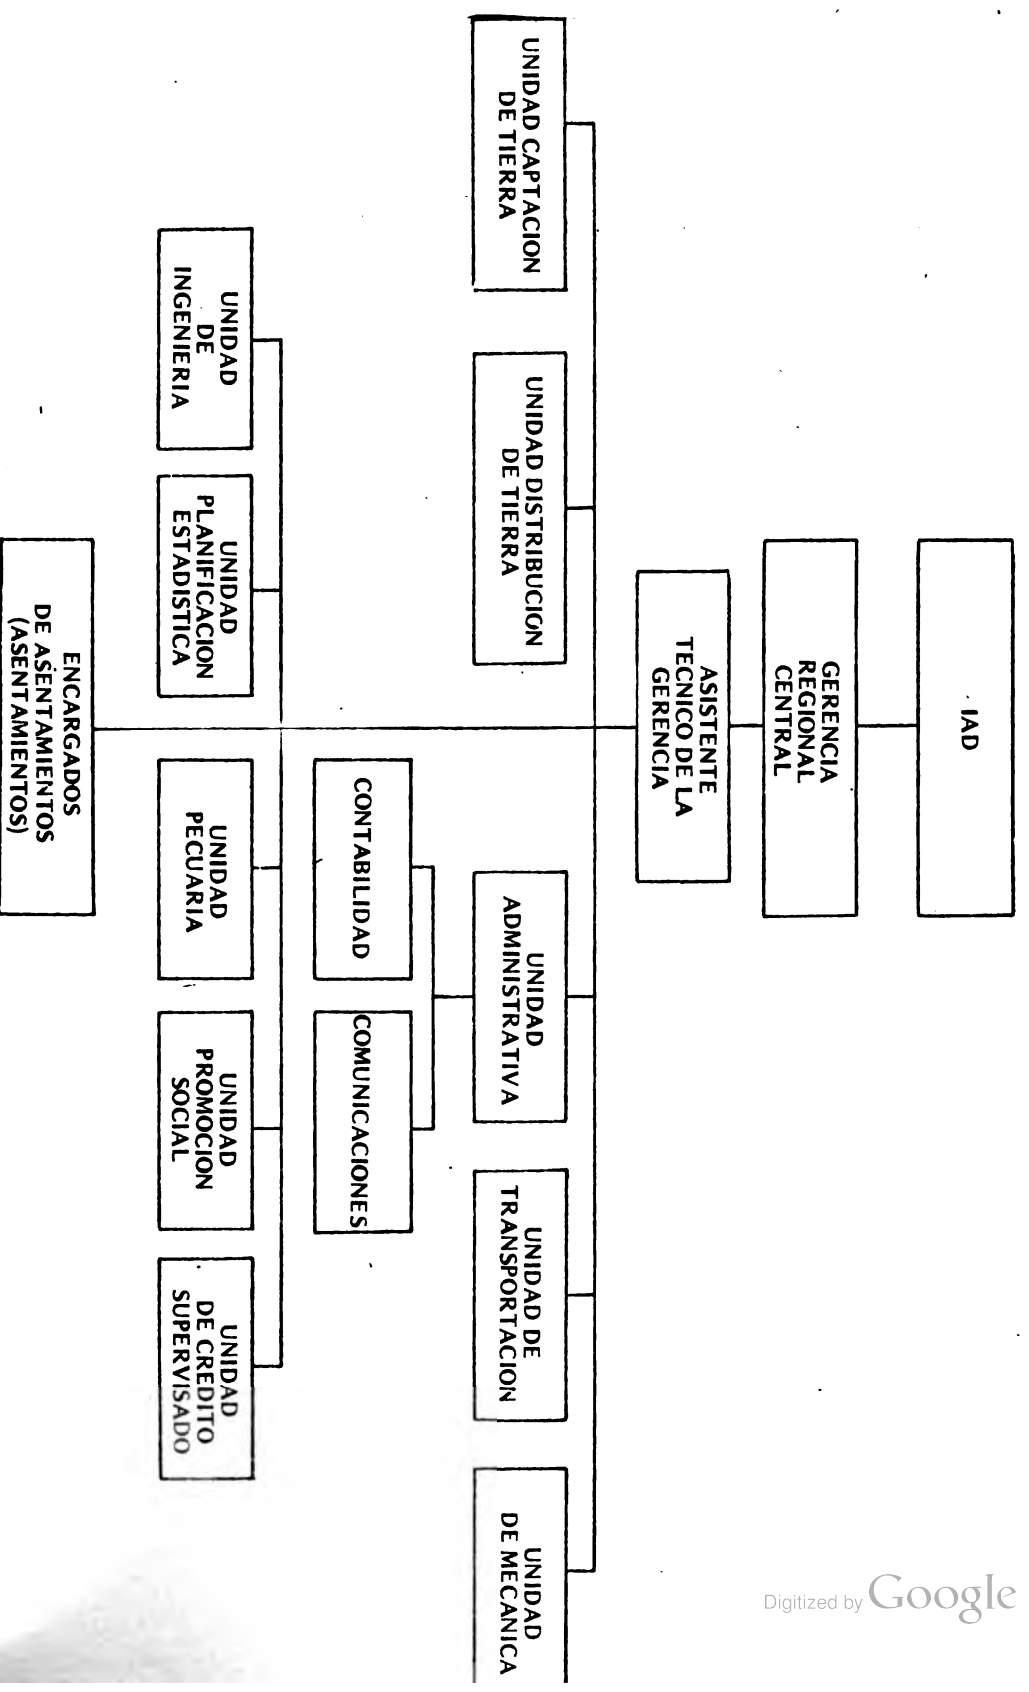 IAD
GERENCIA
REGIONAL
CENTRAL
ASISTENTE
TECNICO DE LA
GERENCIA
UNIDAD CAPTACION
DE TIERRA
UNIDAD DISTRIBUCION
DE TIERRA
UNIDAD
ADMINISTRATIVA
UNIDAD DE
TRANSPORTACION
UNIDAD
DE MECANICA
CONTABILIDAD
COMUNICACIONES
UNIDAD
DE
INGENIERIA
UNIDAD
PLANIFICACION
ESTADISTICA
UNIDAD
PECUARIA
UNIDAD
PROMOCION
SOCIAL
UNIDAD
DE CREDITO
SUPERVISADO
ENCARGADOS
DE ASENTAMIENTOS
(ASENTAMIENTOS)
Digitized by Google